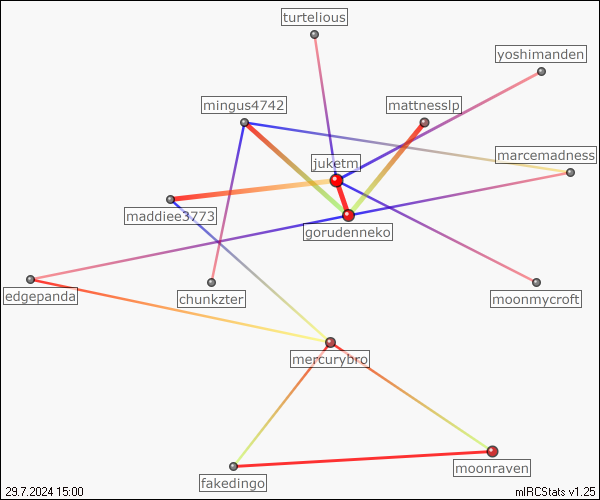 turtelious
yoshimanden
mingus4742
mattnesslp
marcemadness
juketm
maddiee3773
gorudenneko
edgepanda
chunkzter
moonmycroft
mercurybro
moonraven
fakedingo
29.7.2024 15:00
mIRCStats v1.25